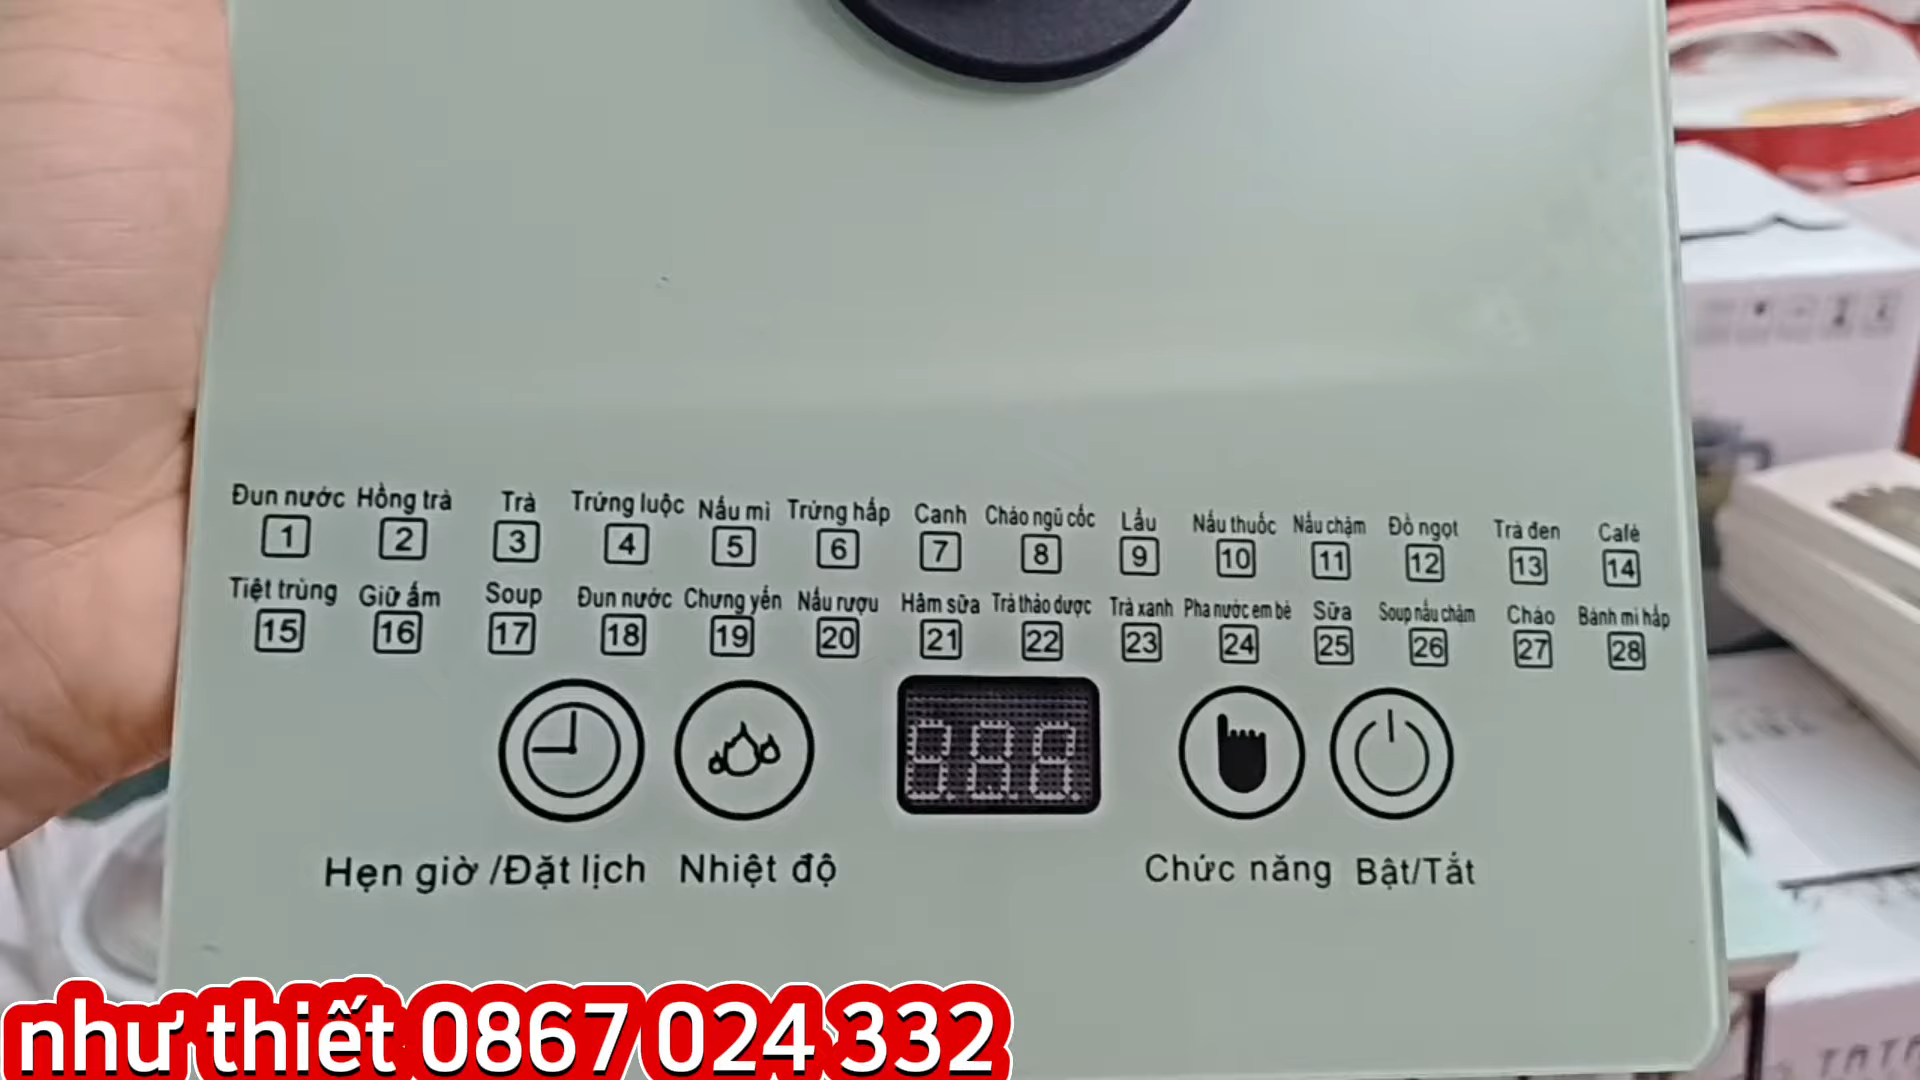 Đun nước Hồng trà Trà Trứng luộc Nấu mì Trừng hấp Canh Cháo ngũ cốc Lẩu Nấu thuốc Nấu chậm Đồ ngọt Trà đen Café
1 2 3 4 5 6 7 8 9 10 11 12 13 14
Tiệt trùng Giữ ấm Soup Đun nước Chưng yến Nấu rượu Hâm sữa Trà thảo dược Trà xanh Pha nước em bé Sữa Soup nấu chậm Cháo Bánh mì hấp
15 16 17 18 19 20 21 22 23 24 25 26 27 28
8.8.8.
Hẹn giờ /Đặt lịch Nhiệt độ Chức năng Bật/Tắt
như thiết 0867 024 332